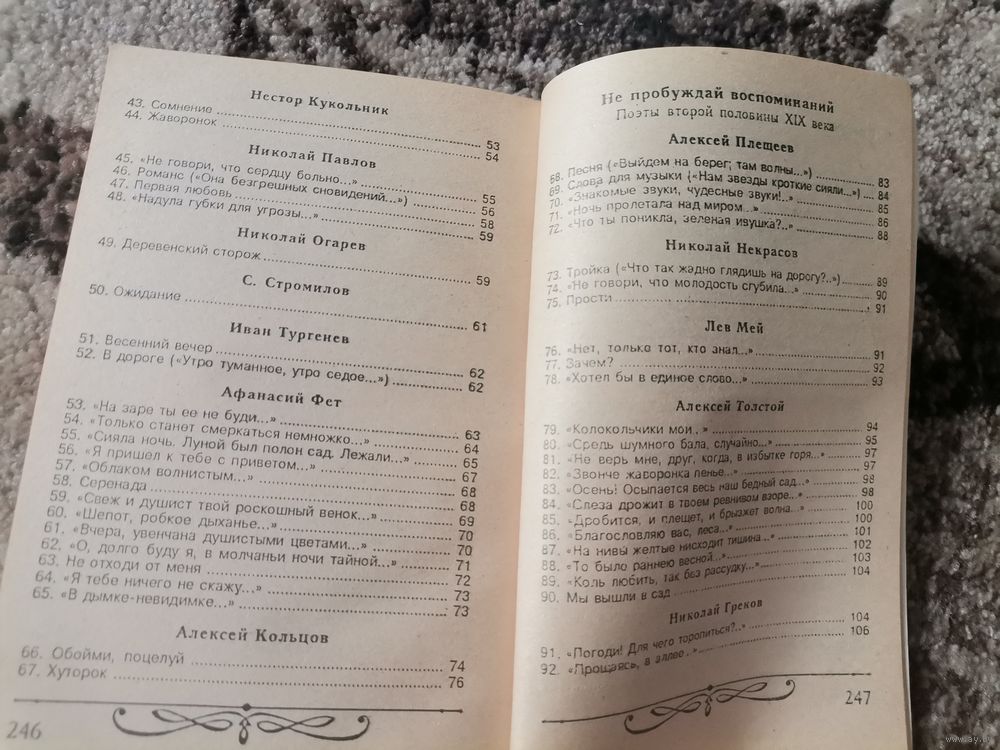 Нестор Кукольник
43. Сомнение 53
44. Жаворонок 54
Николай Павлов
45. «Не говори, что сердцу больно...» 55
46. Романс («Она безгрешных сновидений...») 56
47. Первая любовь 58
48. «Надула губки для угрозы...» 59
Николай Огарев
49. Деревенский сторож 59
С. Стромилов
50. Ожидание 61
Иван Тургенев
51. Весенний вечер 62
52. В дороге («Утро туманное, утро седое...») 62
Афанасий Фет
53. «На заре ты ее не буди...» 63
54. «Только станет смеркаться немножко...» 64
55. «Сияла ночь. Луной был полон сад. Лежали...» 65
56. «Я пришел к тебе с приветом...» 67
57. «Облаком волнистым...» 68
58. Серенада 68
59. «Свеж и душист твой роскошный венок...» 69
60. «Шепот, робкое дыханье...» 70
61. «Вчера, увенчана душистыми цветами...» 70
62. «О, долго буду я, в молчаньи ночи тайной...» 71
63. Не отходи от меня 72
64. «Я тебе ничего не скажу...» 73
65. «В дымке-невидимке...» 73
Алексей Кольцов
66. Обойми, поцелуй 74
67. Хуторок 76
246
Не пробуждай воспоминаний
Поэты второй половины XIX века
Алексей Плещеев
68. Песня («Выйдем на берег; там волны...») 83
69. Слова для музыки («Нам звезды кроткие сияли...») 84
70. «Знакомые звуки, чудесные звуки!..» 85
71. «Ночь пролетала над миром...» 86
72. «Что ты поникла, зеленая ивушка?..» 88
Николай Некрасов
73. Тройка («Что так жадно глядишь на дорогу?..») 89
74. «Не говори, что молодость сгубила...» 90
75. Прости 91
Лев Мей
76. «Нет, только тот, кто знал...» 91
77. Зачем? 92
78. «Хотел бы в единое слово...» 93
Алексей Толстой
79. «Колокольчики мои..» 94
80. «Средь шумного бала, случайно...» 95
81. «Не верь мне, друг, когда, в избытке горя...» 97
82. «Звонче жаворонка пенье...» 97
83. «Осень! Осыпается весь наш бедный сад...» 98
84. «Слеза дрожит в твоем ревнивом взоре...» 98
85. «Дробится, и плещет, и брызжет волна...» 100
86. «Благословляю вас, леса...» 100
87. «На нивы желтые нисходит тишина...» 101
88. «То было раннею весной...» 102
89. «Коль любить, так без рассудку...» 103
90. Мы вышли в сад 104
Николай Греков
91. «Погоди! Для чего торопиться?..» 104
92. «Прощаясь, в аллее...» 106
247
www.ay.by